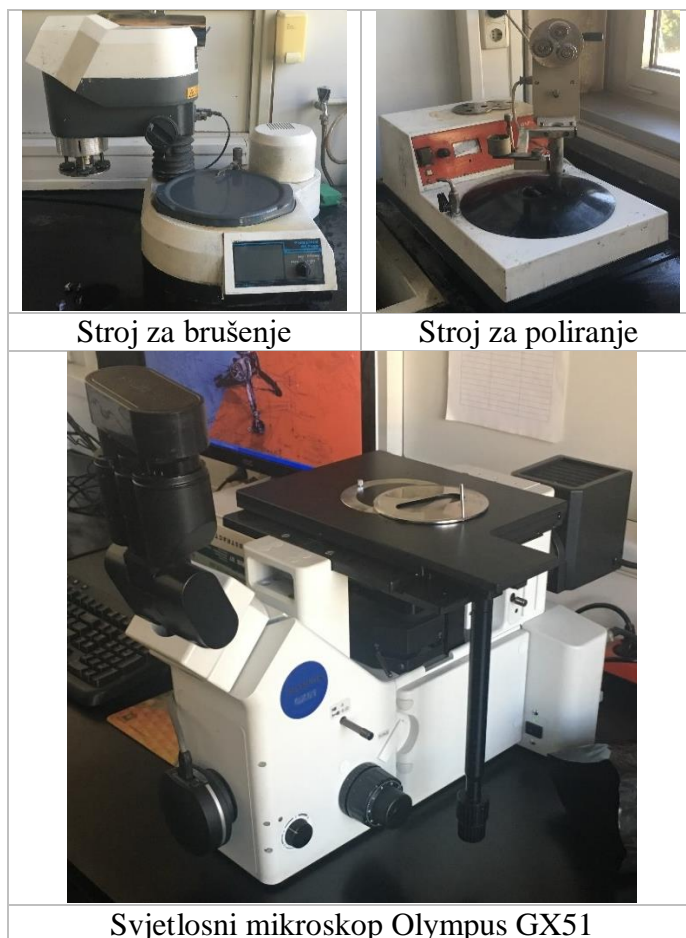 Stroj za brušenje
Stroj za poliranje
Svjetlosni mikroskop Olympus GX51